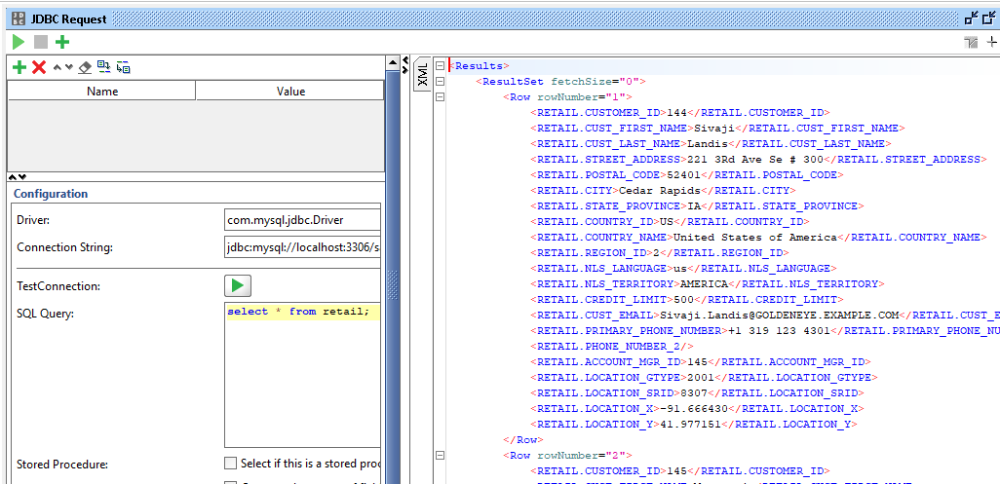 JDBC Request
Name Value
Configuration
Driver: com.mysql.jdbc.Driver
Connection String: jdbc:mysql://localhost:3306/s
TestConnection:
SQL Query: select * from retail;
Stored Procedure: Select if this is a stored proc
XML
<Results>
<ResultSet fetchSize="0">
<Row rowNumber="1">
<RETAIL.CUSTOMER_ID>144</RETAIL.CUSTOMER_ID>
<RETAIL.CUST_FIRST_NAME>Sivaji</RETAIL.CUST_FIRST_NAME>
<RETAIL.CUST_LAST_NAME>Landis</RETAIL.CUST_LAST_NAME>
<RETAIL.STREET_ADDRESS>221 3Rd Ave Se # 300</RETAIL.STREET_ADDRESS>
<RETAIL.POSTAL_CODE>52401</RETAIL.POSTAL_CODE>
<RETAIL.CITY>Cedar Rapids</RETAIL.CITY>
<RETAIL.STATE_PROVINCE>IA</RETAIL.STATE_PROVINCE>
<RETAIL.COUNTRY_ID>US</RETAIL.COUNTRY_ID>
<RETAIL.COUNTRY_NAME>United States of America</RETAIL.COUNTRY_NAME>
<RETAIL.REGION_ID>2</RETAIL.REGION_ID>
<RETAIL.NLS_LANGUAGE>us</RETAIL.NLS_LANGUAGE>
<RETAIL.NLS_TERRITORY>AMERICA</RETAIL.NLS_TERRITORY>
<RETAIL.CREDIT_LIMIT>500</RETAIL.CREDIT_LIMIT>
<RETAIL.CUST_EMAIL>Sivaji.Landis@GOLDENEYE.EXAMPLE.COM</RETAIL.CUST_E
<RETAIL.PRIMARY_PHONE_NUMBER>+1 319 123 4301</RETAIL.PRIMARY_PHONE_NU
<RETAIL.PHONE_NUMBER_2/>
<RETAIL.ACCOUNT_MGR_ID>145</RETAIL.ACCOUNT_MGR_ID>
<RETAIL.LOCATION_GTYPE>2001</RETAIL.LOCATION_GTYPE>
<RETAIL.LOCATION_SRID>8307</RETAIL.LOCATION_SRID>
<RETAIL.LOCATION_X>-91.666430</RETAIL.LOCATION_X>
<RETAIL.LOCATION_Y>41.977151</RETAIL.LOCATION_Y>
</Row>
<Row rowNumber="2">
<RETAIL.CUSTOMER_ID>145</RETAIL.CUSTOMER_ID>